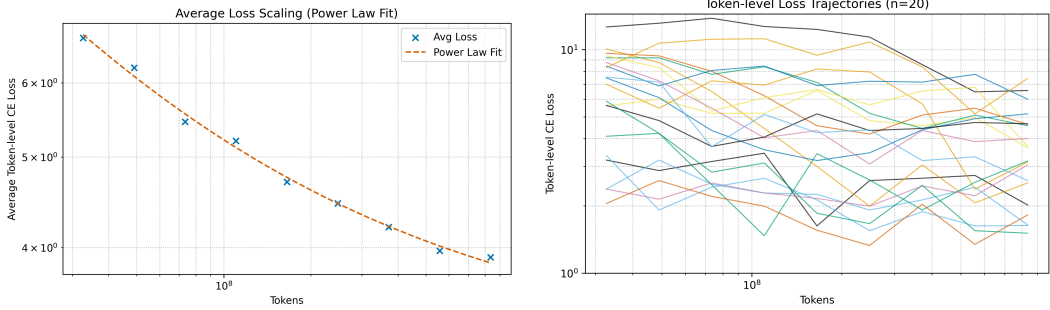 Average Loss Scaling (Power Law Fit)
Average Token-level CE Loss
6 × 10⁰
5 × 10⁰
4 × 10⁰
Avg Loss
Power Law Fit
10⁸
Tokens
Token-level Loss Trajectories (n=20)
Token-level CE Loss
10¹
10⁰
10⁸
Tokens